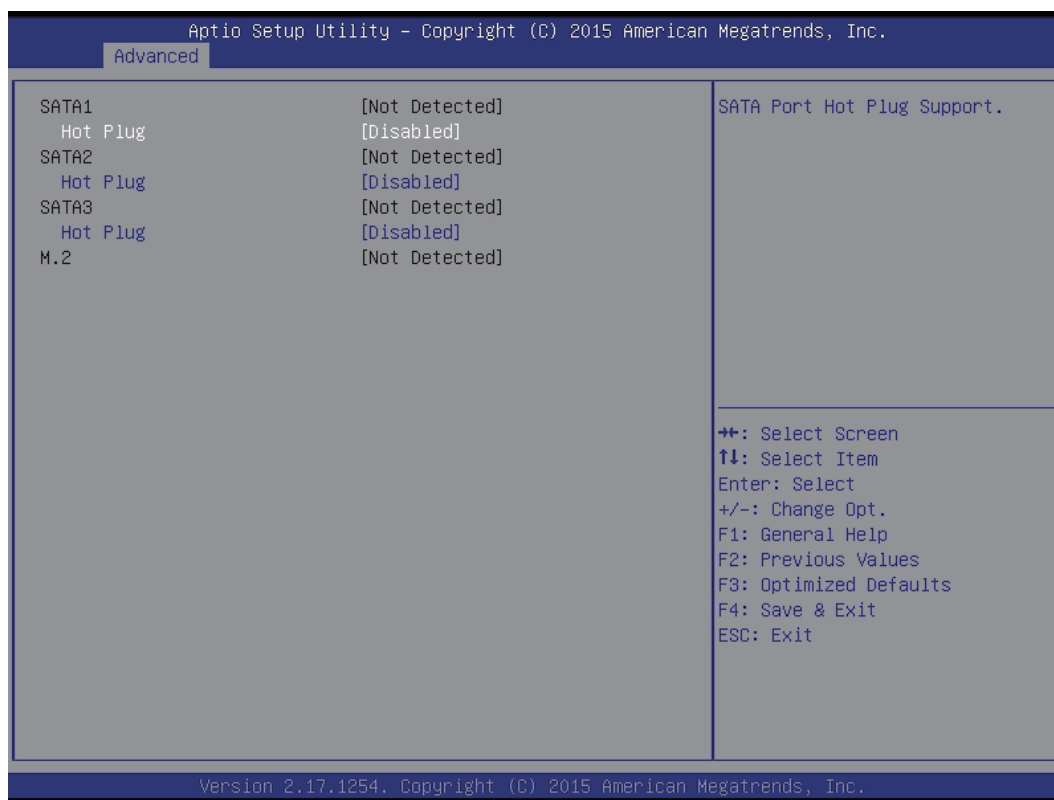 Aptio Setup Utility – Copyright (C) 2015 American Megatrends, Inc.
Advanced
SATA1 [Not Detected]
Hot Plug [Disabled]
SATA2 [Not Detected]
Hot Plug [Disabled]
SATA3 [Not Detected]
Hot Plug [Disabled]
M.2 [Not Detected]
SATA Port Hot Plug Support.
→←: Select Screen
↑↓: Select Item
Enter: Select
+/-: Change Opt.
F1: General Help
F2: Previous Values
F3: Optimized Defaults
F4: Save & Exit
ESC: Exit
Version 2.17.1254. Copyright (C) 2015 American Megatrends, Inc.